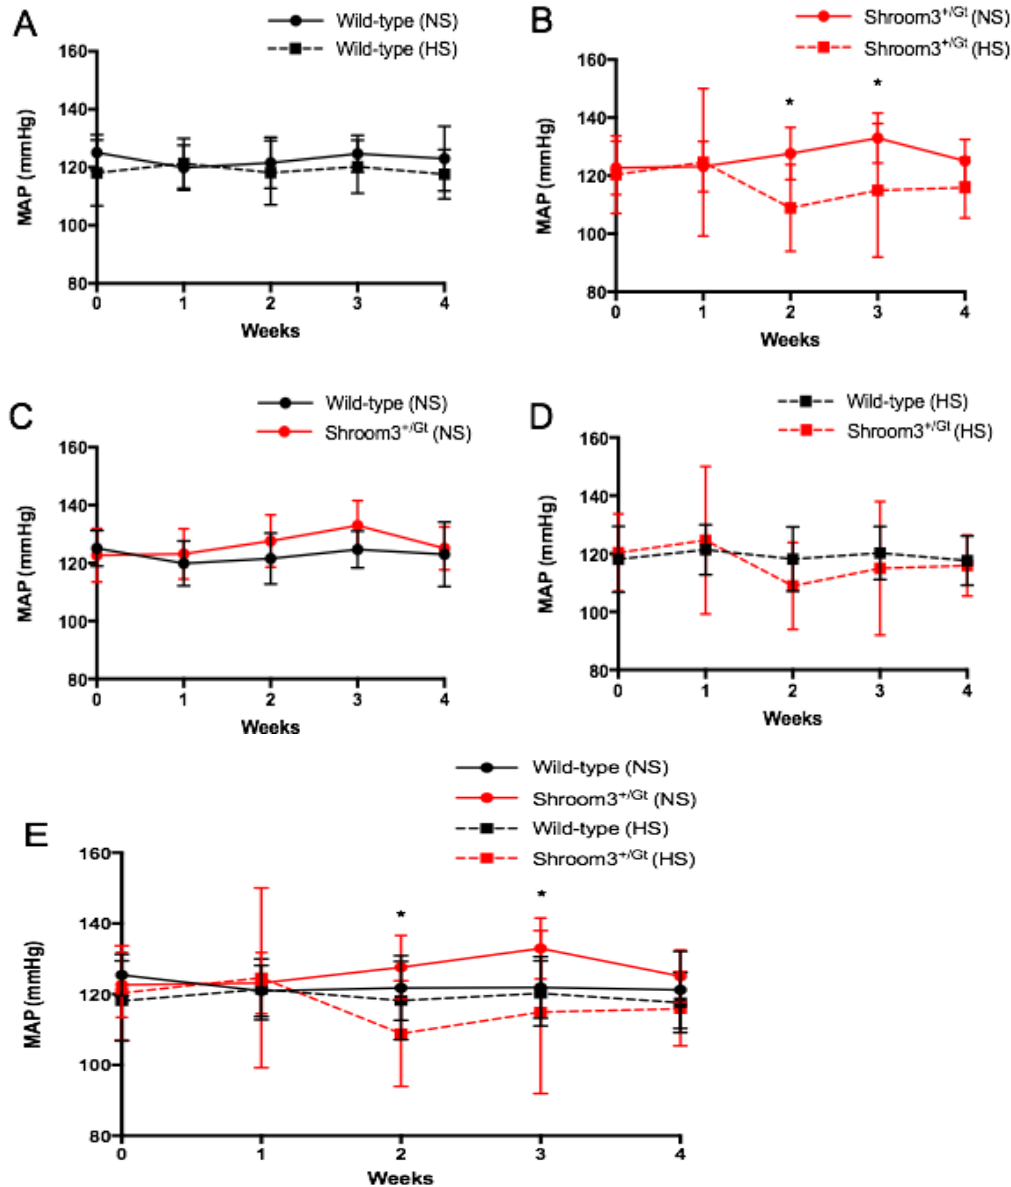 A
Wild-type (NS)
Wild-type (HS)
160
140
120
100
80
MAP (mmHg)
0 1 2 3 4
Weeks
B
Shroom3+/Gt (NS)
Shroom3+/Gt (HS)
160
140
120
100
80
MAP (mmHg)
* *
0 1 2 3 4
Weeks
C
Wild-type (NS)
Shroom3+/Gt (NS)
160
140
120
100
80
MAP (mmHg)
0 1 2 3 4
Weeks
D
Wild-type (HS)
Shroom3+/Gt (HS)
160
140
120
100
80
MAP (mmHg)
0 1 2 3 4
Weeks
E
Wild-type (NS)
Shroom3+/Gt (NS)
Wild-type (HS)
Shroom3+/Gt (HS)
160
140
120
100
80
MAP (mmHg)
* *
0 1 2 3 4
Weeks